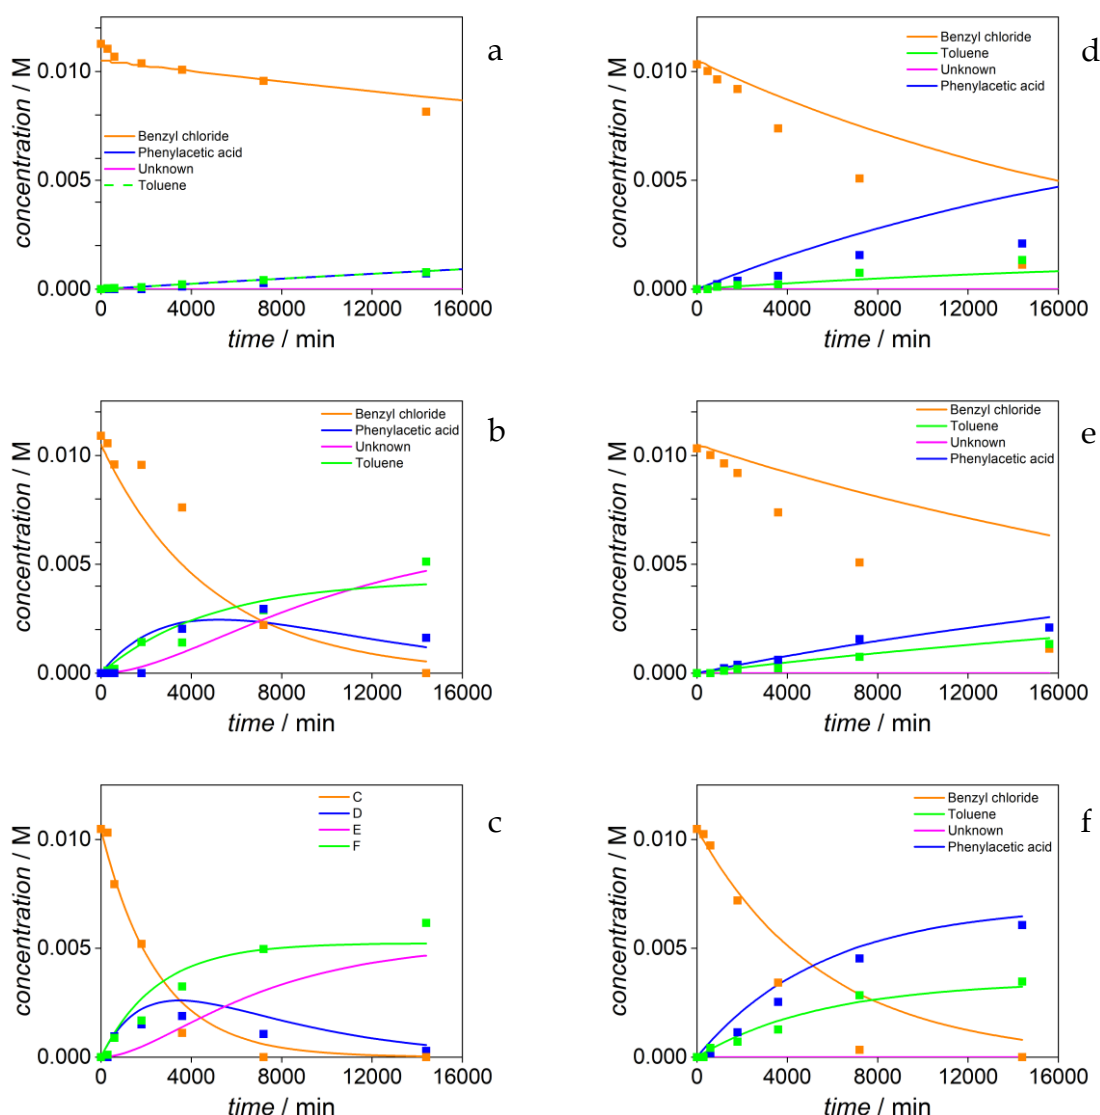 a
concentration / M
0.010
0.005
0.000
Benzyl chloride
Phenylacetic acid
Unknown
Toluene
0 4000 8000 12000 16000
time / min
d
concentration / M
0.010
0.005
0.000
Benzyl chloride
Toluene
Unknown
Phenylacetic acid
0 4000 8000 12000 16000
time / min
b
concentration / M
0.010
0.005
0.000
Benzyl chloride
Phenylacetic acid
Unknown
Toluene
0 4000 8000 12000 16000
time / min
e
concentration / M
0.010
0.005
0.000
Benzyl chloride
Toluene
Unknown
Phenylacetic acid
0 4000 8000 12000 16000
time / min
c
concentration / M
0.010
0.005
0.000
C
D
E
F
0 4000 8000 12000 16000
time / min
f
concentration / M
0.010
0.005
0.000
Benzyl chloride
Toluene
Unknown
Phenylacetic acid
0 4000 8000 12000 16000
time / min